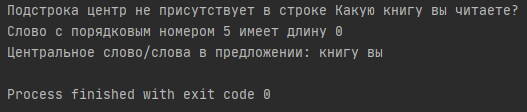 Подстрока центр не присутствует в строке Какую книгу вы читаете?
Слово с порядковым номером 5 имеет длину 0
Центральное слово/слова в предложении: книгу вы
Process finished with exit code 0